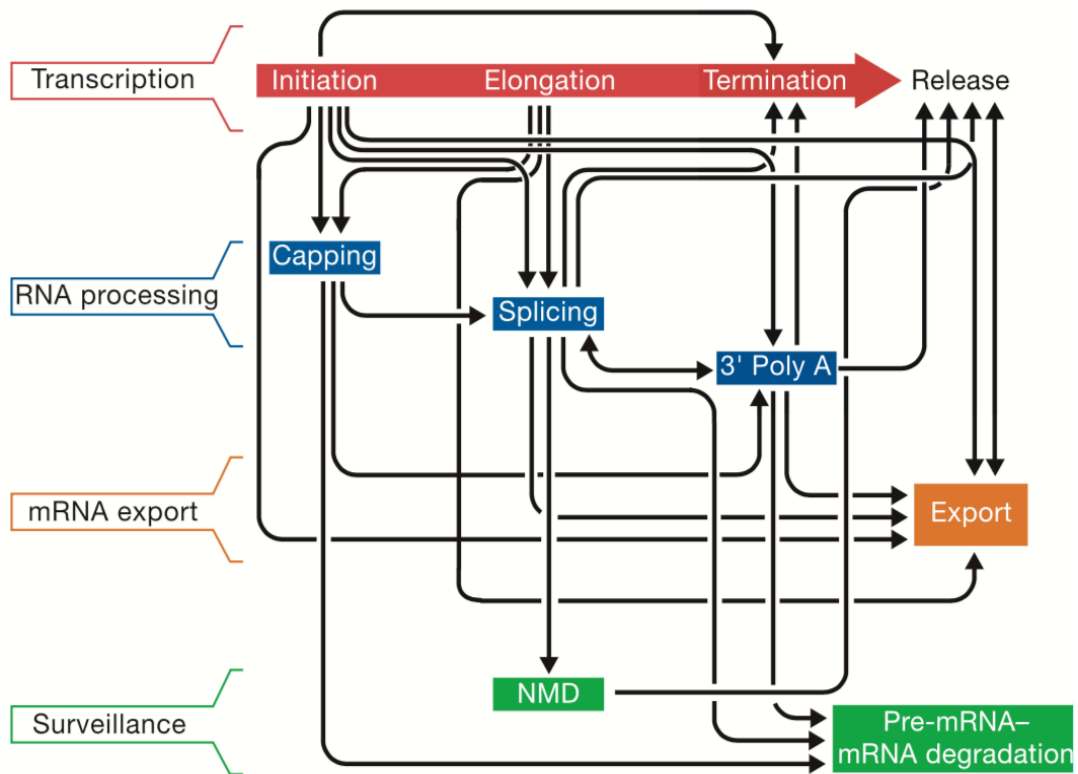 Transcription
Initiation
Elongation
Termination
Release
Capping
RNA processing
Splicing
3' Poly A
mRNA export
Export
NMD
Surveillance
Pre-mRNA–
mRNA degradation